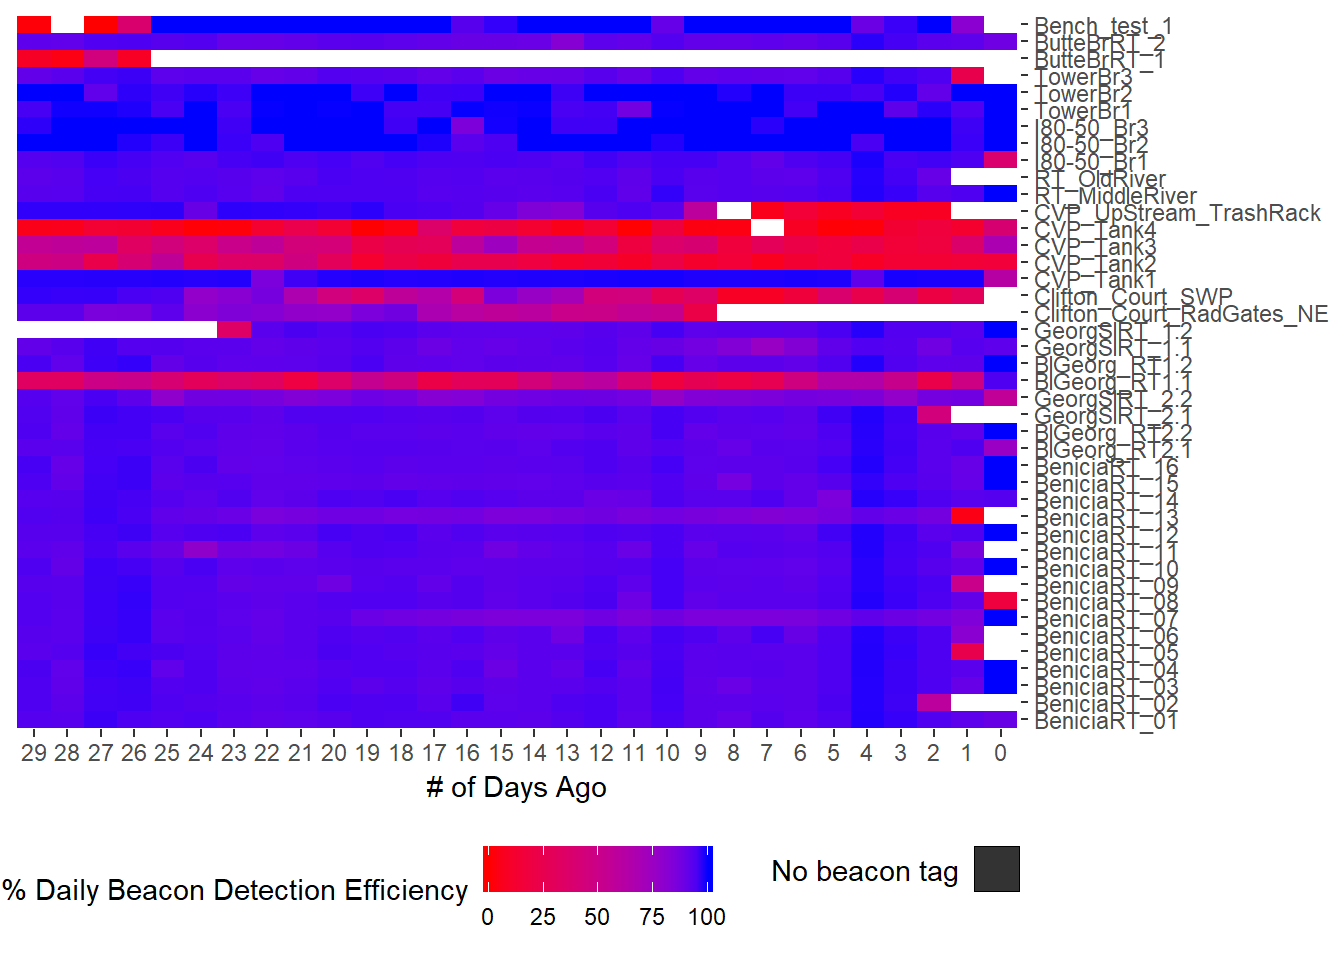 Bench_test_1
ButteBrRT_2
ButteBrRT_1
TowerBr3
TowerBr2
TowerBr1
I80-50_Br3
I80-50_Br2
I80-50_Br1
RT_OldRiver
RT_MiddleRiver
CVP_UpStream_TrashRack
CVP_Tank4
CVP_Tank3
CVP_Tank2
CVP_Tank1
Clifton_Court_SWP
Clifton_Court_RadGates_NE
GeorgSlRT_1.2
GeorgSlRT_1.1
BlGeorg_RT1.2
BlGeorg_RT1.1
GeorgSlRT_2.2
GeorgSlRT_2.1
BlGeorg_RT2.2
BlGeorg_RT2.1
BeniciaRT_16
BeniciaRT_15
BeniciaRT_14
BeniciaRT_13
BeniciaRT_12
BeniciaRT_11
BeniciaRT_10
BeniciaRT_09
BeniciaRT_08
BeniciaRT_07
BeniciaRT_06
BeniciaRT_05
BeniciaRT_04
BeniciaRT_03
BeniciaRT_02
BeniciaRT_01
29 28 27 26 25 24 23 22 21 20 19 18 17 16 15 14 13 12 11 10 9 8 7 6 5 4 3 2 1 0
# of Days Ago
% Daily Beacon Detection Efficiency
0 25 50 75 100
No beacon tag